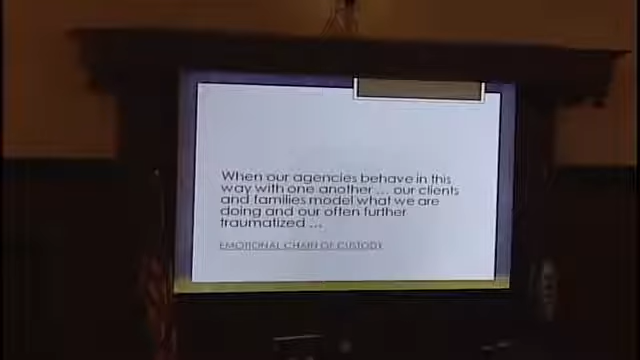 When our agencies behave in this
way with one another ... our clients
and families model what we are
doing and our often further
traumatized ...
EMOTIONAL CHAIN OF CUSTODY